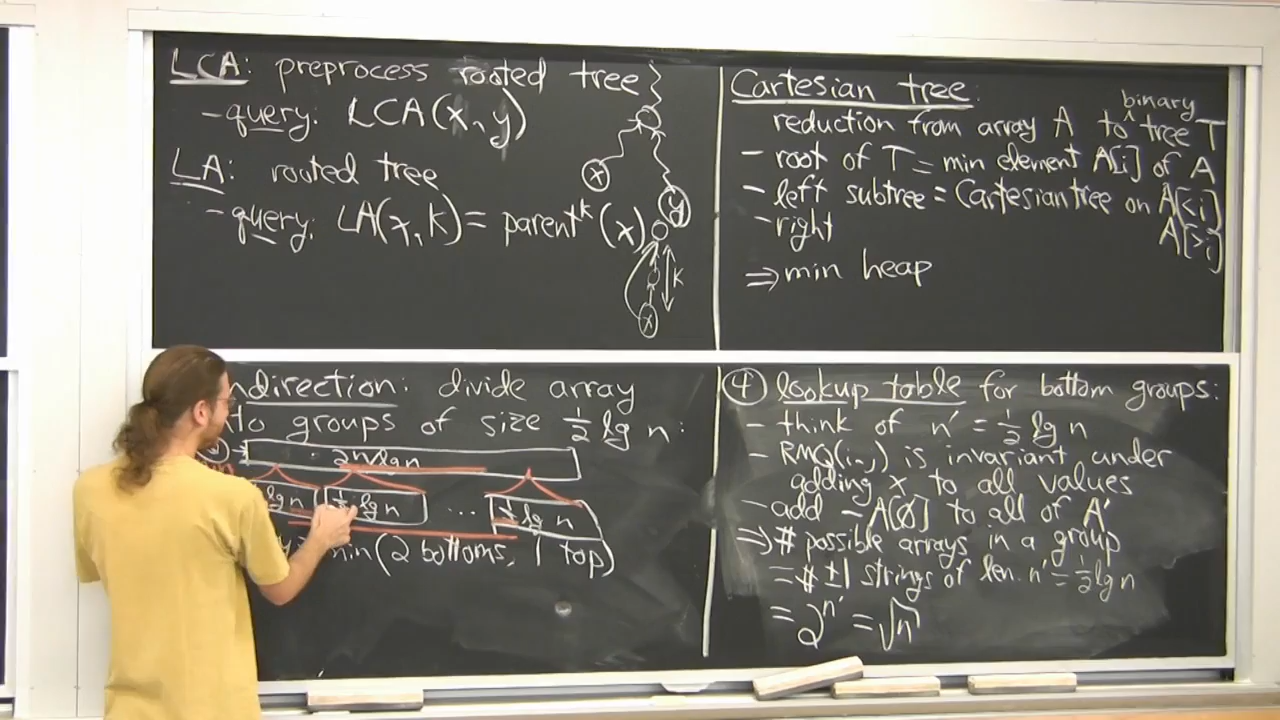 LCA: preprocess rooted tree
- query: LCA(x, y)
LA: rooted tree
- query: LA(x, k) = parent^k (x)
x
y
k
x
Cartesian tree:
binary
reduction from array A to ^ tree T
- root of T = min element A[i] of A
- left subtree = Cartesian tree on A[<i]
- right A[>i]
⇒ min heap
ndirection: divide array
to groups of size ½ lg n:
2n/lg n
lg n ½ lg n ... ½ lg n
min(2 bottoms, 1 top)
④ lookup table for bottom groups:
- think of n' = ½ lg n
- RMQ(i,j) is invariant under
adding x to all values
- add -A[∅] to all of A'
⇒ # possible arrays in a group
= # ±1 strings of len. n' = ½ lg n
= 2^n' = √n